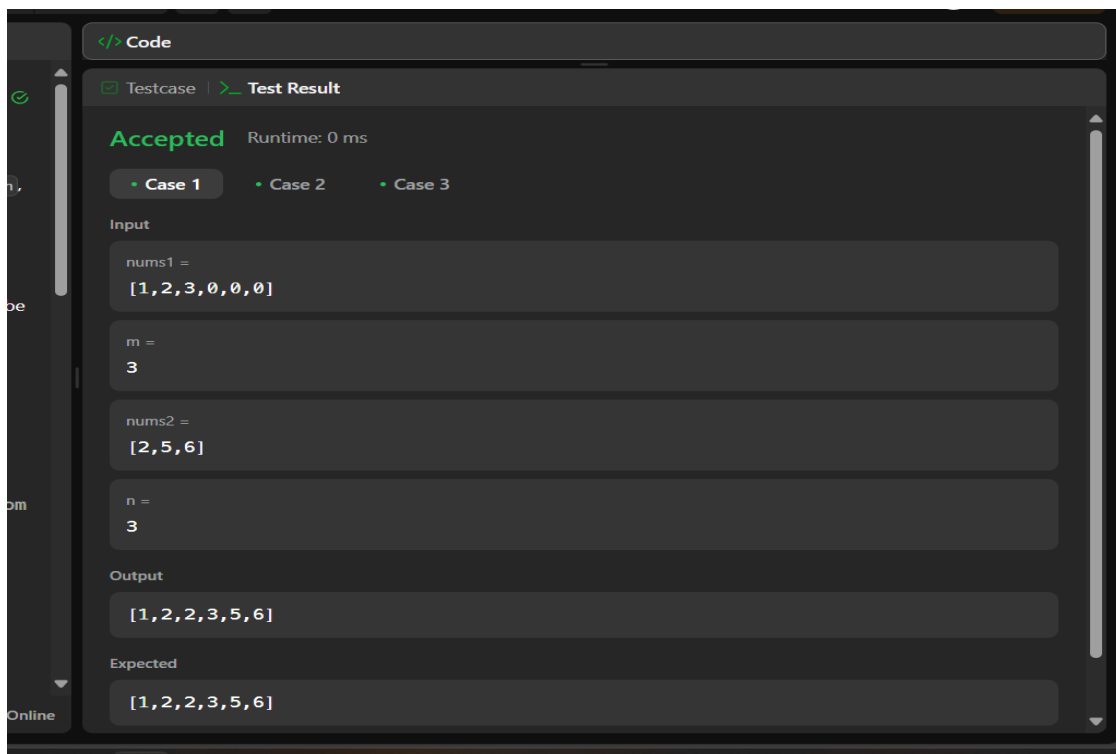 </> Code
Testcase | >_ Test Result
Accepted Runtime: 0 ms
• Case 1 • Case 2 • Case 3
Input
nums1 =
[1,2,3,0,0,0]
m =
3
nums2 =
[2,5,6]
n =
3
Output
[1,2,2,3,5,6]
Expected
[1,2,2,3,5,6]
n,
be
om
Online